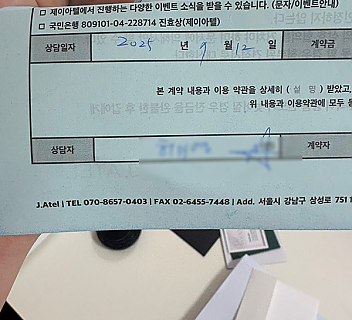 □ 제이아텔에서 진행하는 다양한 이벤트 소식을 받을 수 있습니다. (문자/이벤트안내)
□ 국민은행 809101-04-228714 진효상(제이아텔)
상담일자 2025 년 9 월 12 일 계약금
본 계약 내용과 이용 약관을 상세히 ( 설 명 ) 받았고,
위 내용과 이용약관에 모두 동
상담자 계약자
J.Atel | TEL 070-8657-0403 | FAX 02-6455-7448 | Add. 서울시 강남구 삼성로 751